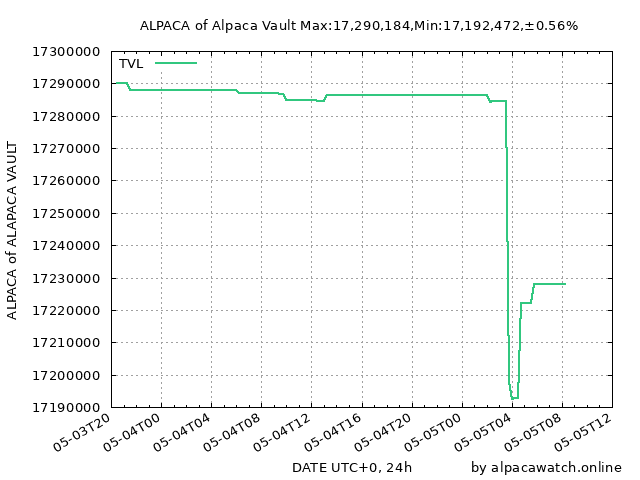 ALPACA of Alpaca Vault Max:17,290,184,Min:17,192,472,±0.56%
17300000
TVL
17290000
17280000
17270000
17260000
17250000
17240000
17230000
17220000
17210000
17200000
17190000
ALPACA of ALAPACA VAULT
05-03T20 05-04T00 05-04T04 05-04T08 05-04T12 05-04T16 05-04T20 05-05T00 05-05T04 05-05T08 05-05T12
DATE UTC+0, 24h by alpacawatch.online